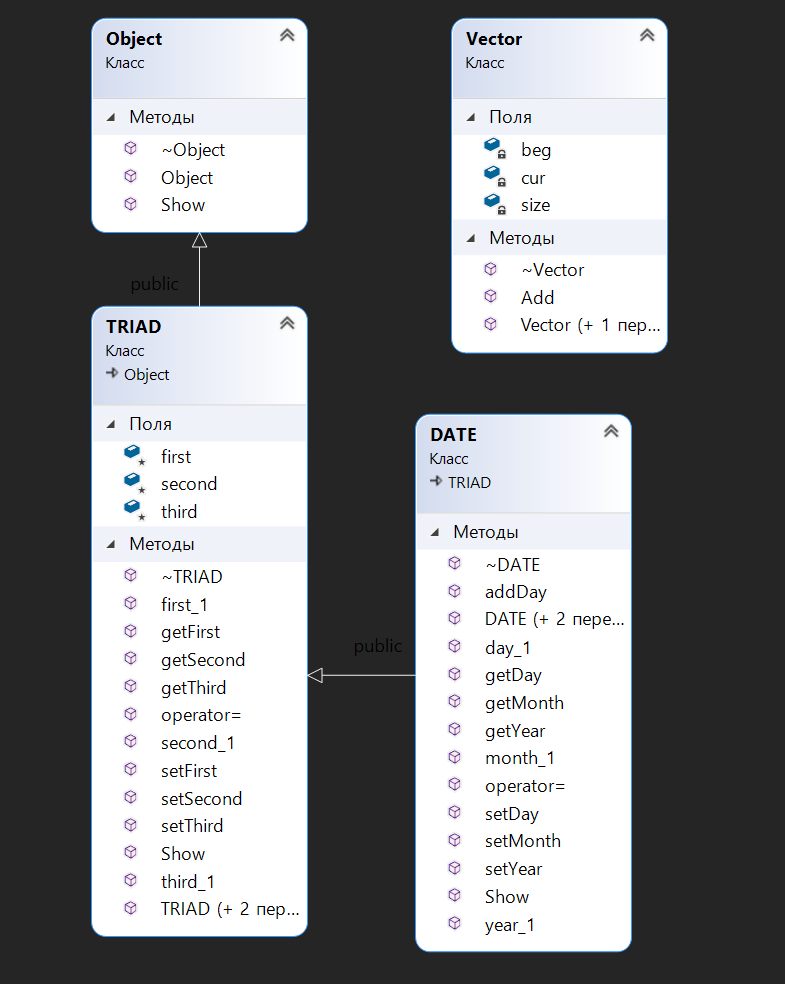 Object
Класс
Методы
~Object
Object
Show
public
TRIAD
Класс
Object
Поля
first
second
third
Методы
~TRIAD
first_1
getFirst
getSecond
getThird
operator=
second_1
setFirst
setSecond
setThird
Show
third_1
TRIAD (+ 2 пер...
Vector
Класс
Поля
beg
cur
size
Методы
~Vector
Add
Vector (+ 1 пер...
public
DATE
Класс
TRIAD
Методы
~DATE
addDay
DATE (+ 2 пере...
day_1
getDay
getMonth
getYear
month_1
operator=
setDay
setMonth
setYear
Show
year_1